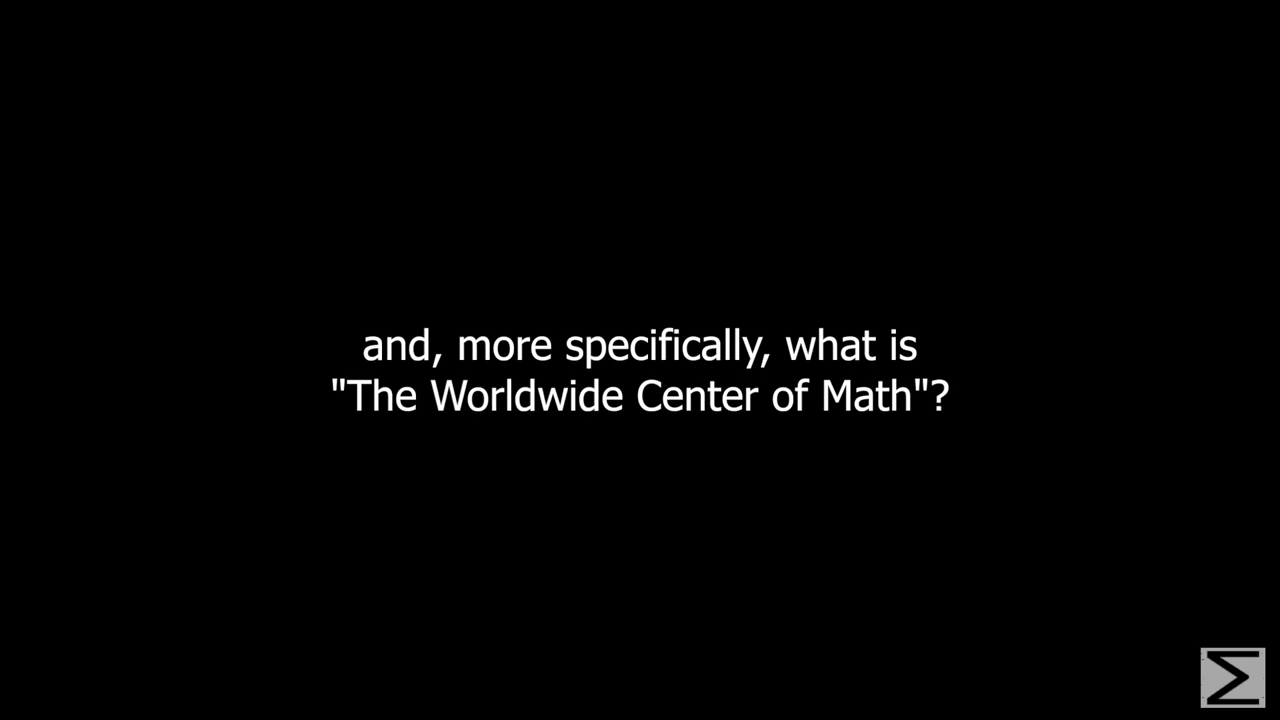 and, more specifically, what is
"The Worldwide Center of Math"?
Σ